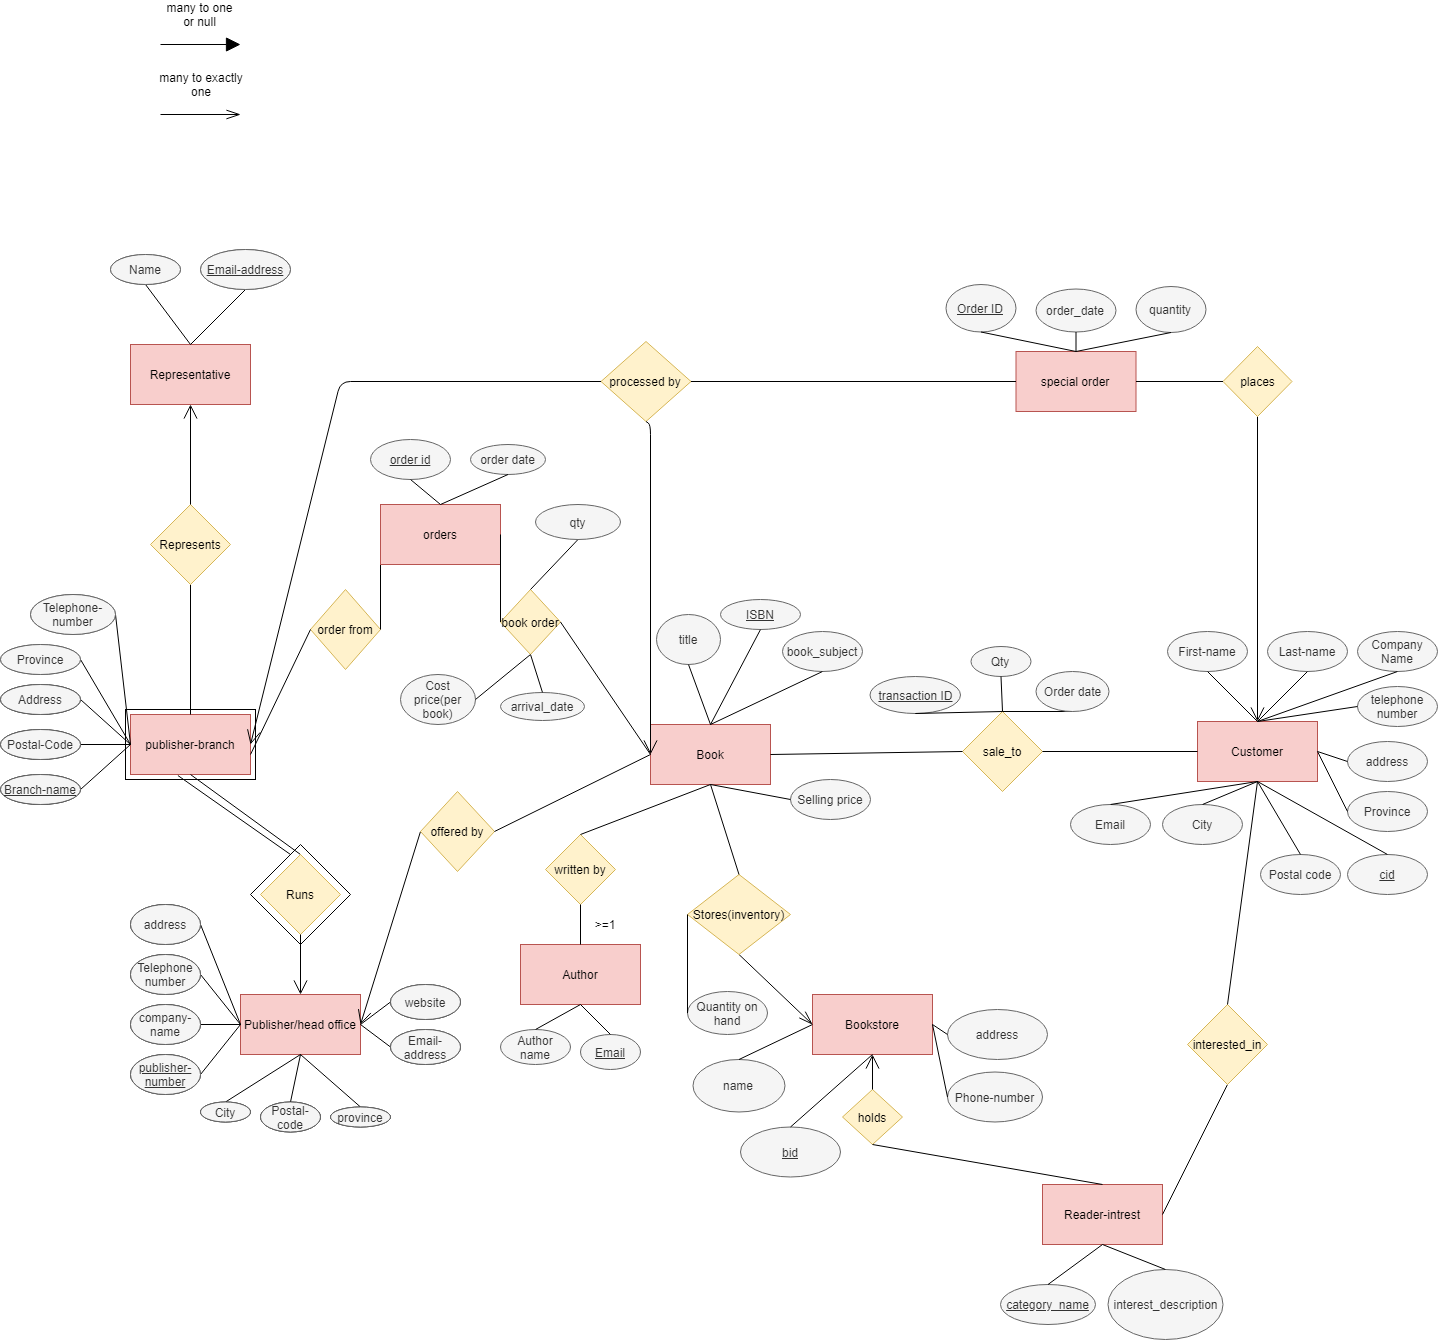 many to one
or null
many to exactly
one
Name
Email-address
Representative
Represents
processed by
Order ID
order_date
quantity
special order
places
order id
order date
orders
qty
order from
book order
Cost
price(per
book)
arrival_date
Telephone-
number
Province
Address
Postal-Code
Branch-name
publisher-branch
title
ISBN
book_subject
Book
Selling price
transaction ID
Qty
Order date
sale_to
First-name
Last-name
Company
Name
telephone
number
Customer
address
Province
Email
City
Postal code
cid
offered by
written by
>=1
Author
Author
name
Email
Stores(inventory)
Quantity on
hand
Bookstore
address
Phone-number
name
bid
holds
interested_in
Runs
address
Telephone
number
company-
name
publisher-
number
Publisher/head office
website
Email-
address
City
Postal-
code
province
Reader-intrest
category_name
interest_description